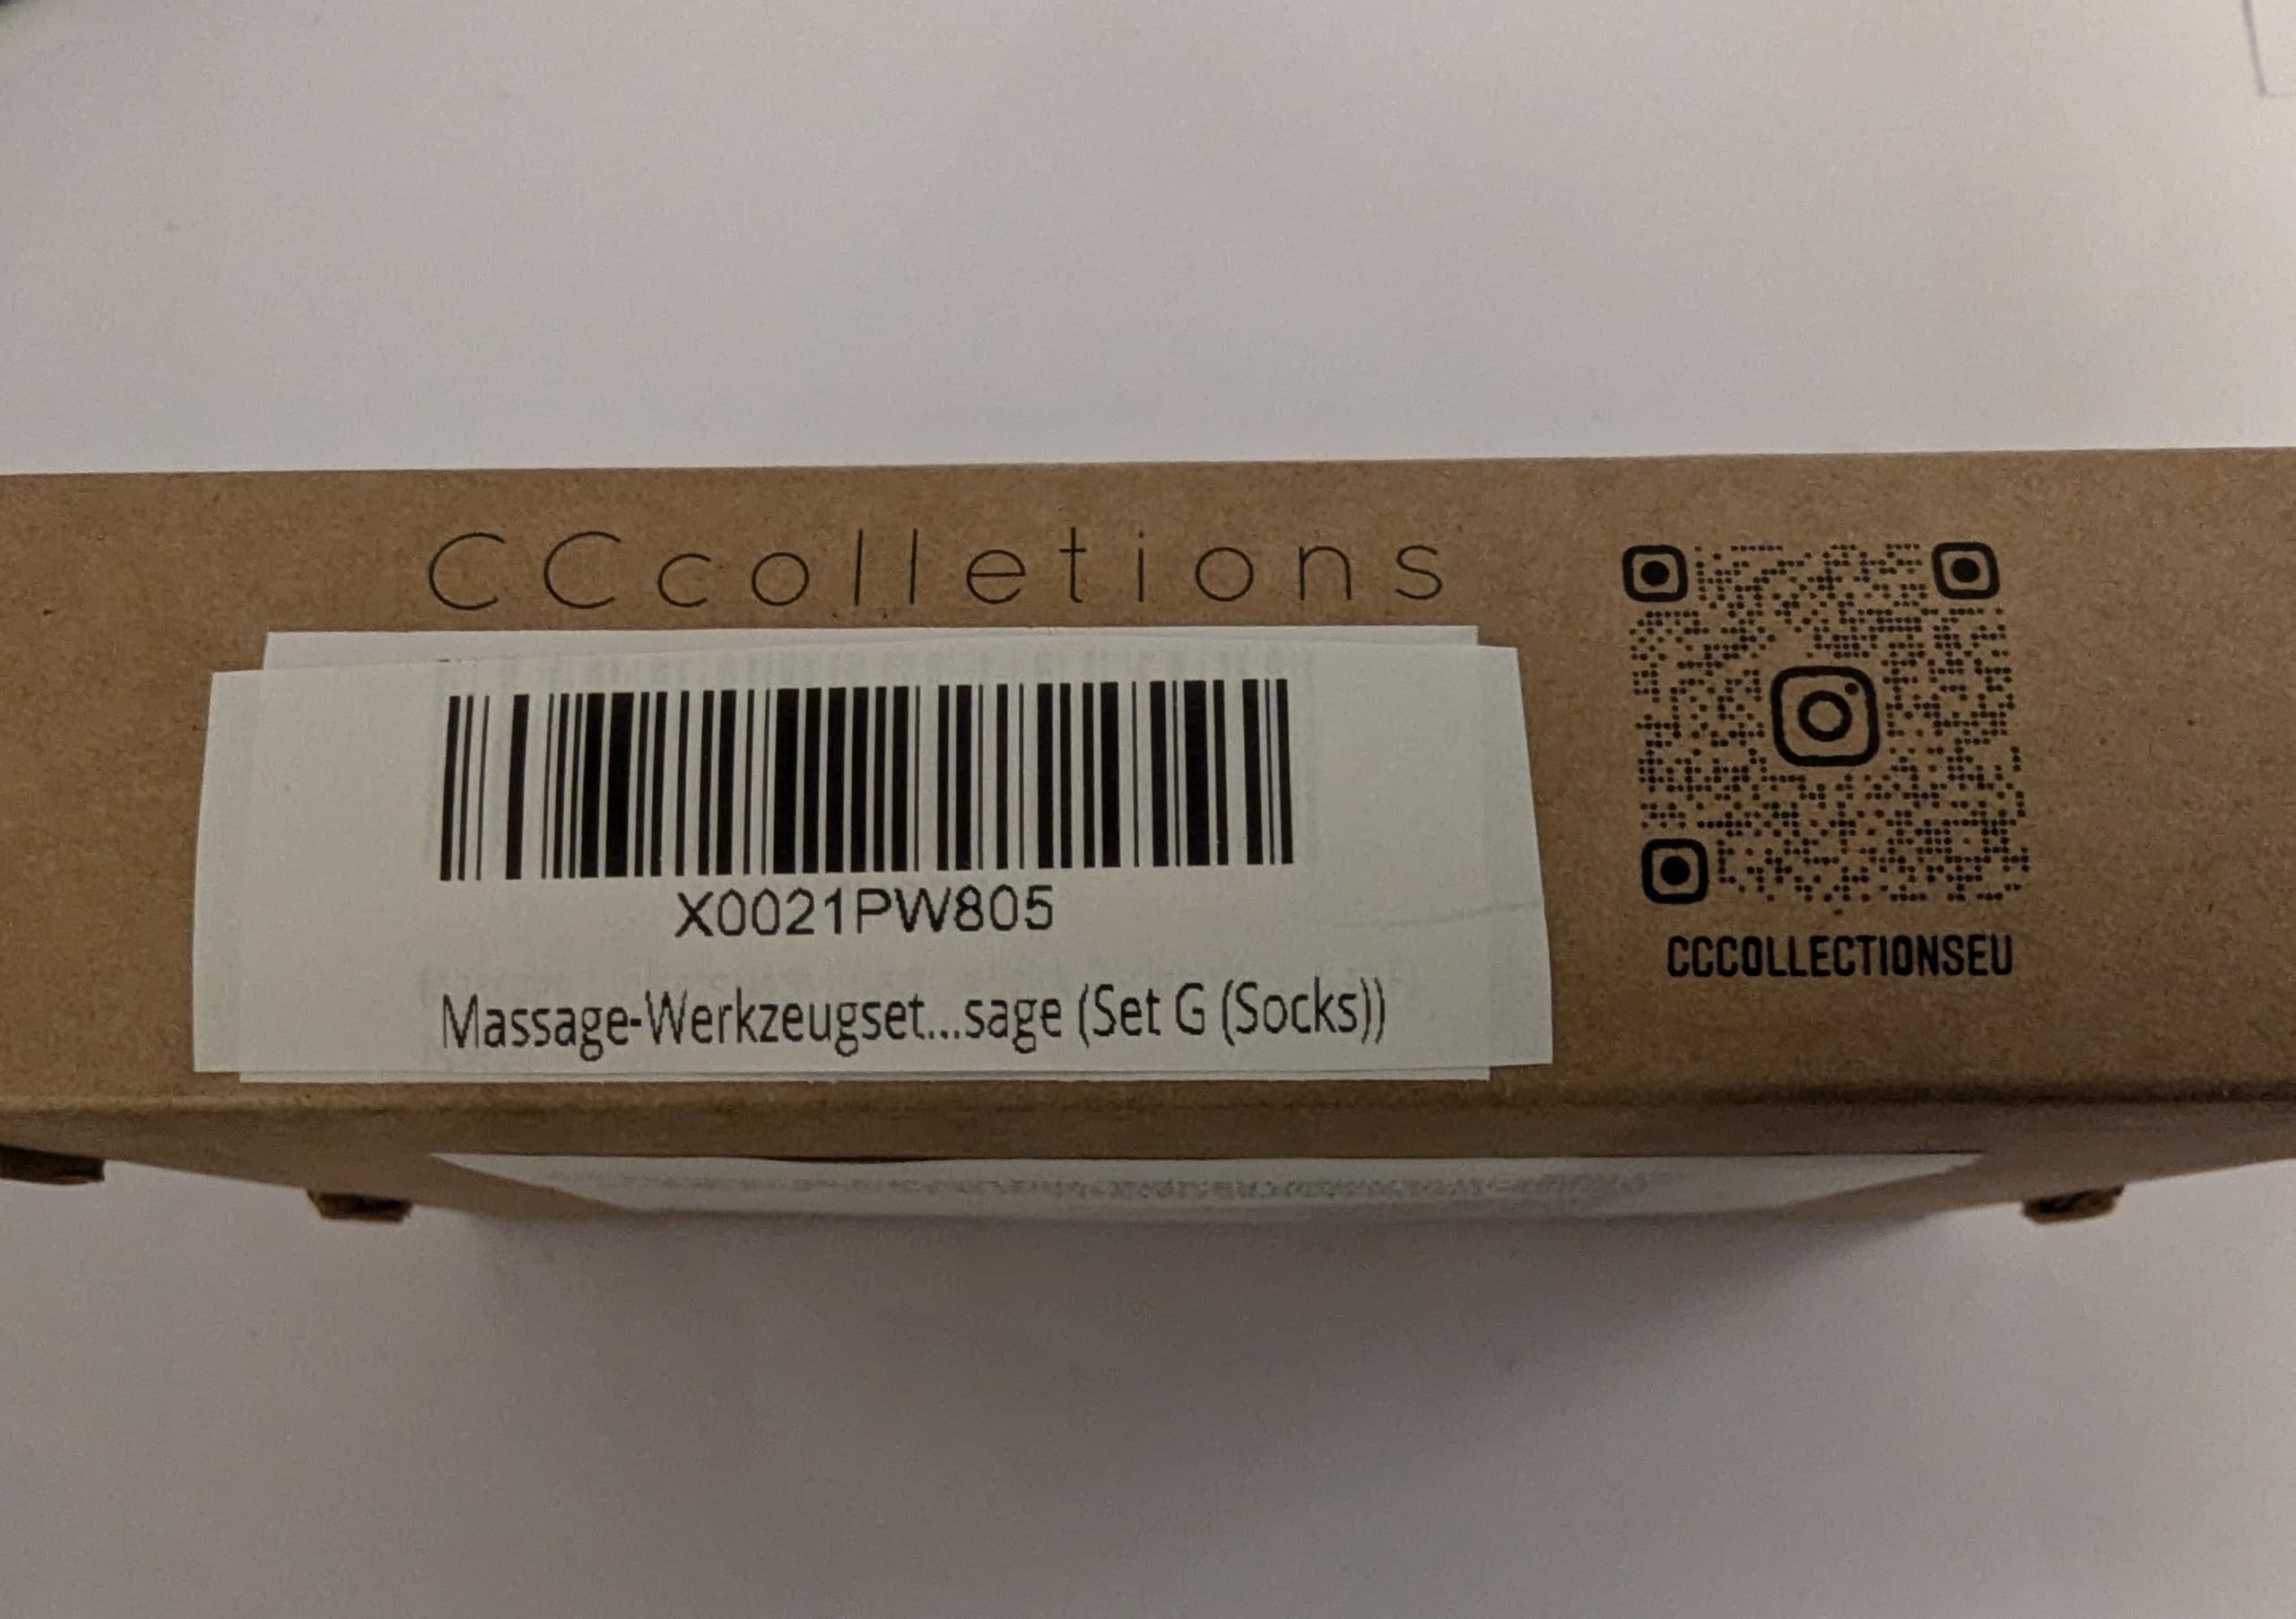 CCcolletions
X0021PW805
Massage-Werkzeugset...sage (Set G (Socks))
CCCOLLECTIONSEU